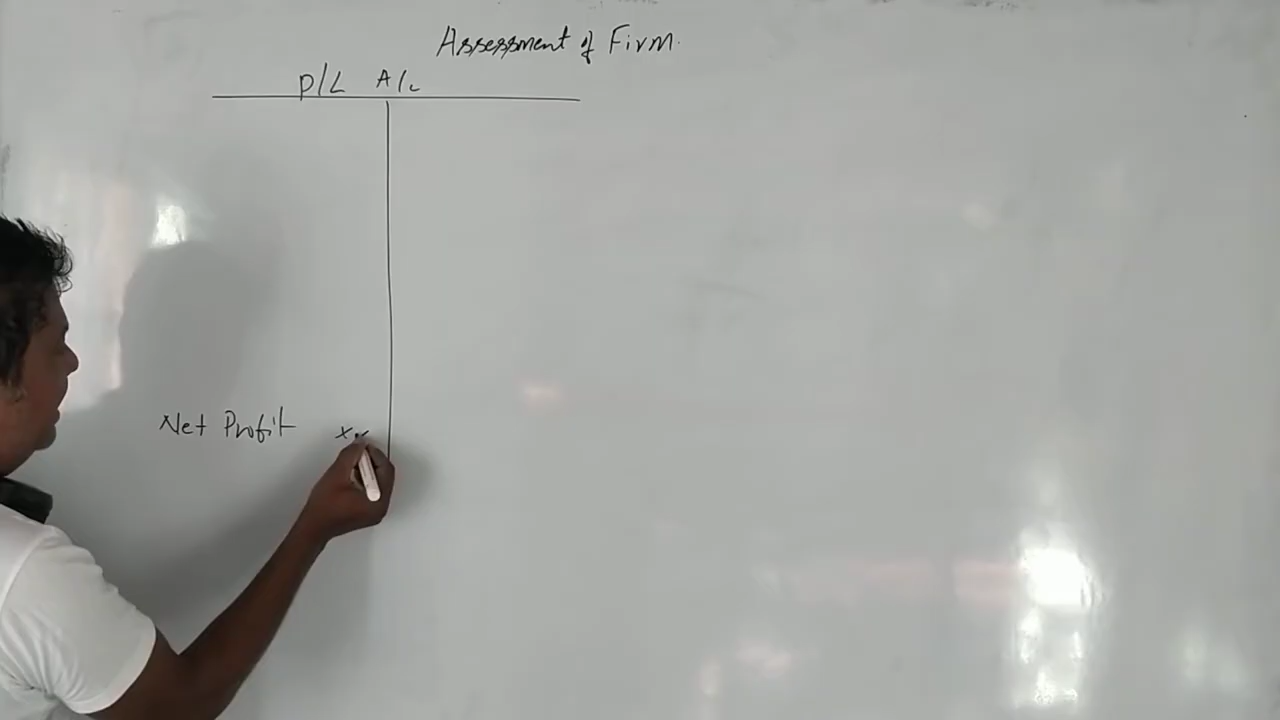 Assessment of Firm.
P/L A/c
Net Profit xx